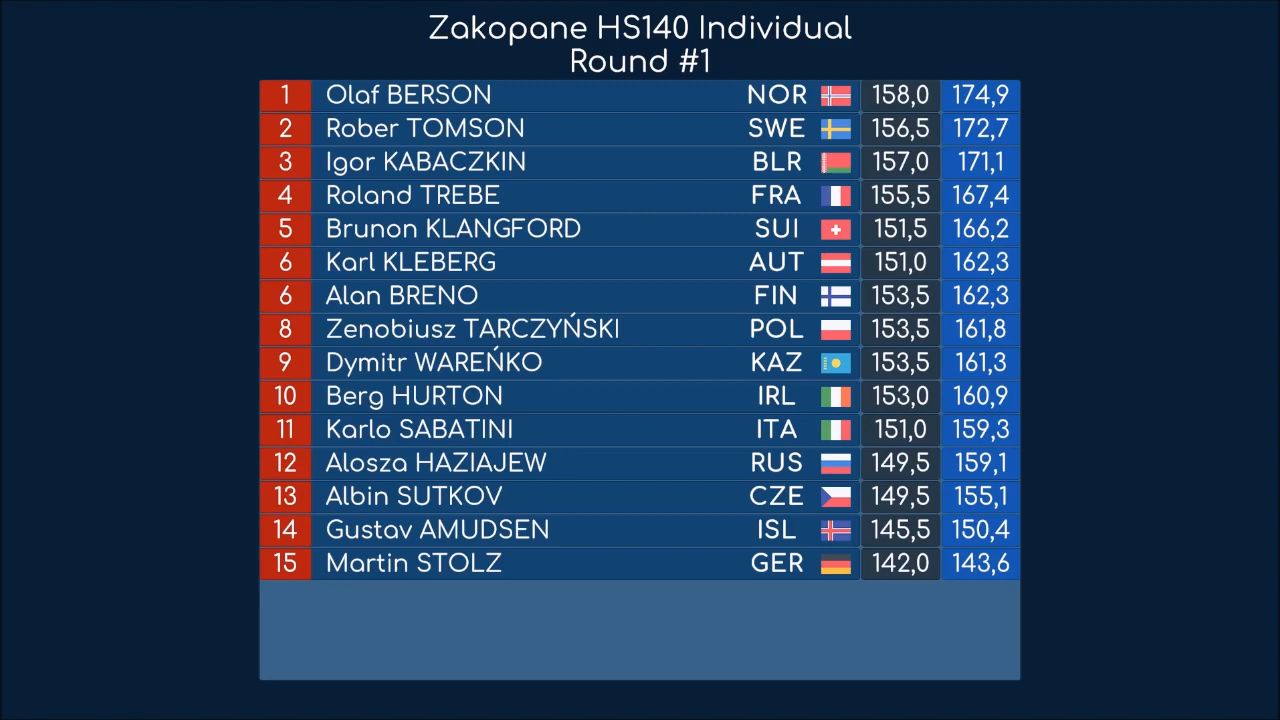 Zakopane HS140 Individual
Round #1
1 Olaf BERSON NOR 158,0 174,9
2 Rober TOMSON SWE 156,5 172,7
3 Igor KABACZKIN BLR 157,0 171,1
4 Roland TREBE FRA 155,5 167,4
5 Brunon KLANGFORD SUI 151,5 166,2
6 Karl KLEBERG AUT 151,0 162,3
6 Alan BRENO FIN 153,5 162,3
8 Zenobiusz TARCZYŃSKI POL 153,5 161,8
9 Dymitr WAREŃKO KAZ 153,5 161,3
10 Berg HURTON IRL 153,0 160,9
11 Karlo SABATINI ITA 151,0 159,3
12 Alosza HAZIAJEW RUS 149,5 159,1
13 Albin SUTKOV CZE 149,5 155,1
14 Gustav AMUDSEN ISL 145,5 150,4
15 Martin STOLZ GER 142,0 143,6